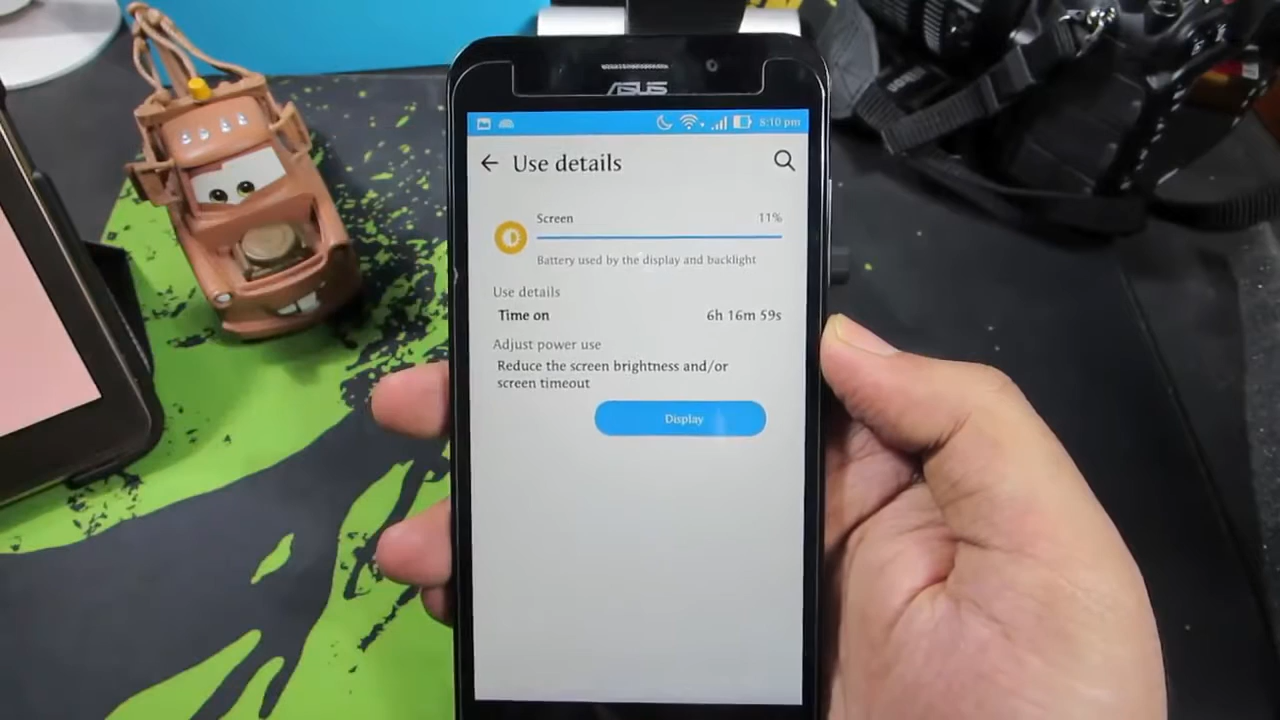 ASUS
8:10 pm
Use details
Screen 11%
Battery used by the display and backlight
Use details
Time on 6h 16m 59s
Adjust power use
Reduce the screen brightness and/or
screen timeout
Display